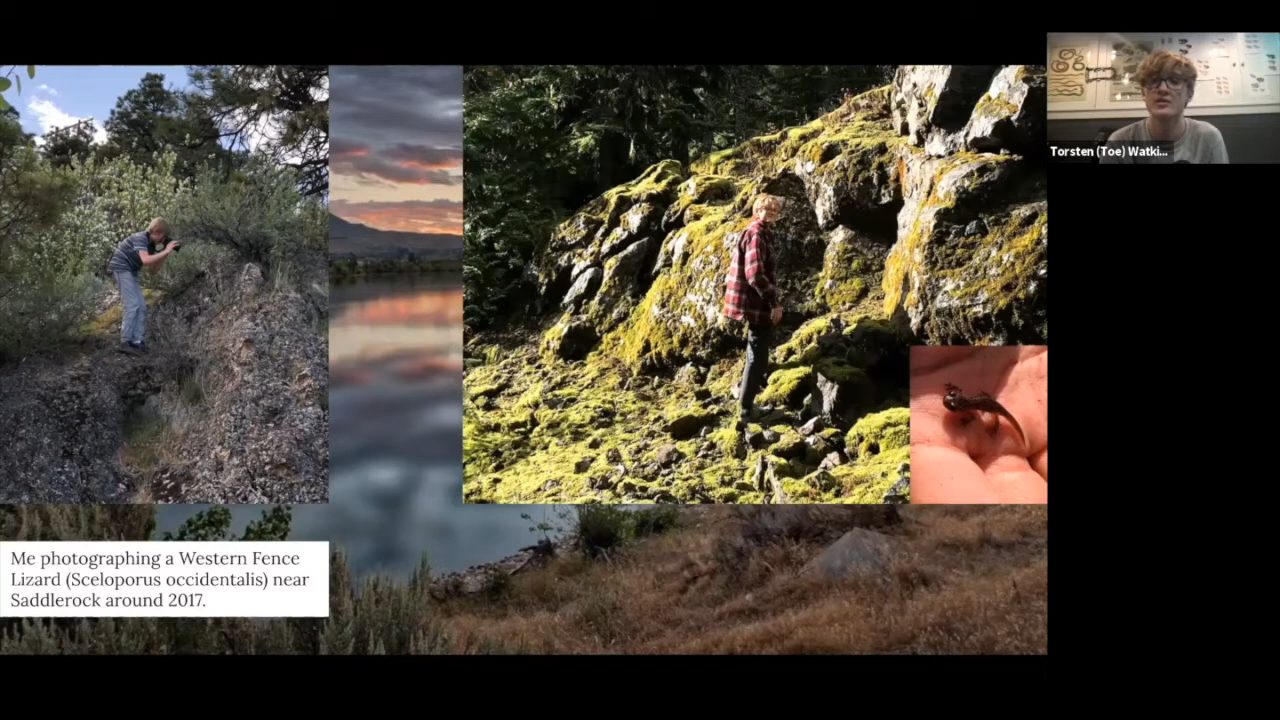 Torsten (Toe) Watki...
Me photographing a Western Fence
Lizard (Sceloporus occidentalis) near
Saddlerock around 2017.